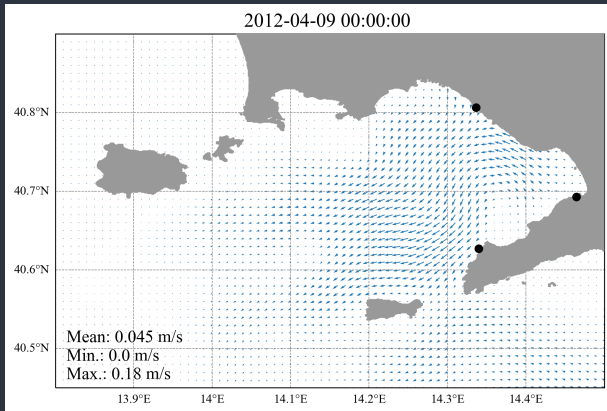 2012-04-09 00:00:00
40.8°N
40.7°N
40.6°N
40.5°N
Mean: 0.045 m/s
Min.: 0.0 m/s
Max.: 0.18 m/s
13.9°E 14°E 14.1°E 14.2°E 14.3°E 14.4°E